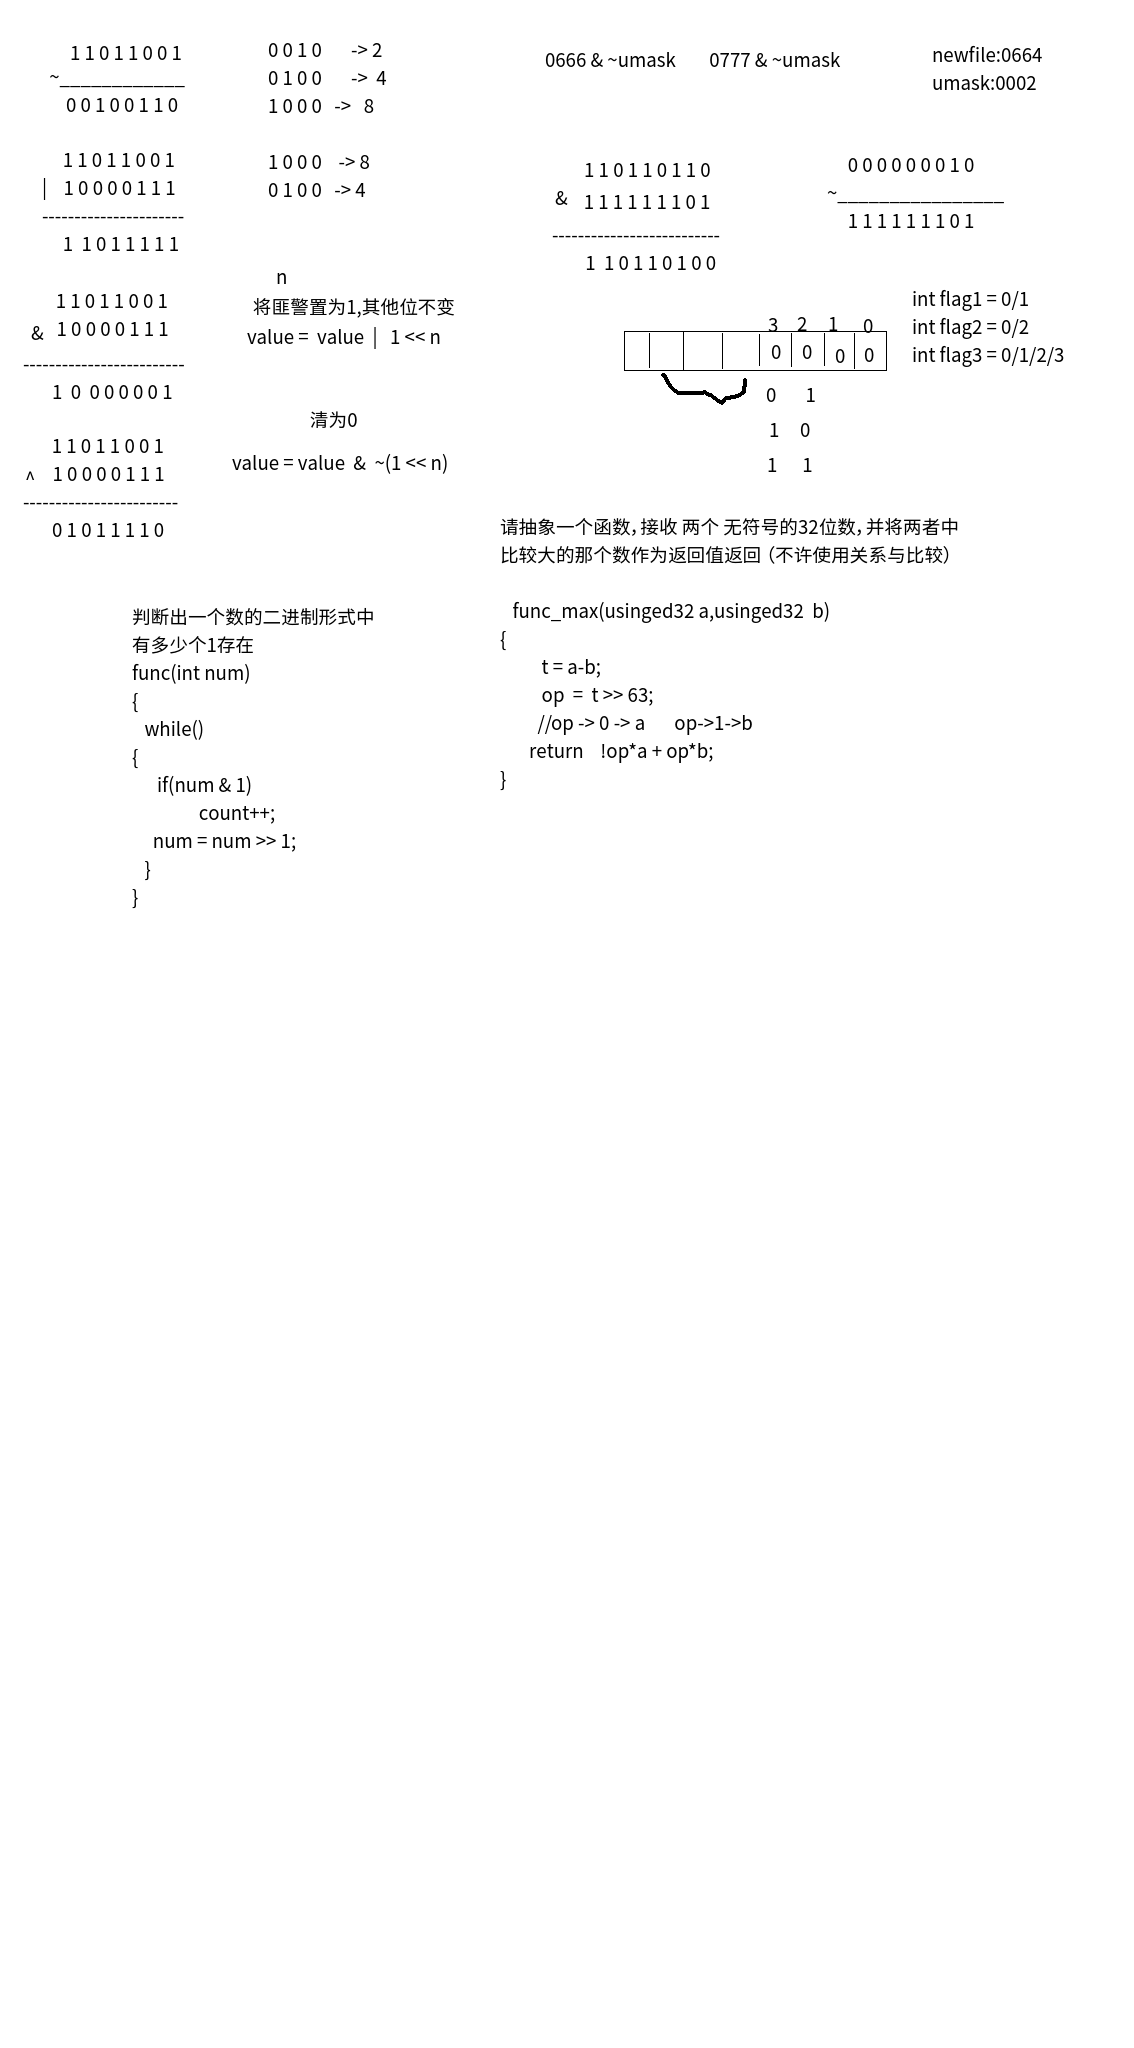 1 1 0 1 1 0 0 1
~____________
0 0 1 0 0 1 1 0
1 1 0 1 1 0 0 1
| 1 0 0 0 0 1 1 1
----------------------
1 1 0 1 1 1 1 1
1 1 0 1 1 0 0 1
& 1 0 0 0 0 1 1 1
-------------------------
1 0 0 0 0 0 0 1
1 1 0 1 1 0 0 1
^ 1 0 0 0 0 1 1 1
------------------------
0 1 0 1 1 1 1 0
0 0 1 0 -> 2
0 1 0 0 -> 4
1 0 0 0 -> 8
1 0 0 0 -> 8
0 1 0 0 -> 4
n
将匪警置为1,其他位不变
value = value | 1 << n
清为0
value = value & ~(1 << n)
0666 & ~umask 0777 & ~umask
newfile:0664
umask:0002
1 1 0 1 1 0 1 1 0
& 1 1 1 1 1 1 1 0 1
--------------------------
1 1 0 1 1 0 1 0 0
0 0 0 0 0 0 0 1 0
~________________
1 1 1 1 1 1 1 0 1
int flag1 = 0/1
int flag2 = 0/2
int flag3 = 0/1/2/3
3 2 1 0
0 0 0 0
0 1
1 0
1 1
请抽象一个函数，接收 两个 无符号的32位数，并将两者中
比较大的那个数作为返回值返回（不许使用关系与比较）
func_max(usinged32 a,usinged32 b)
{
t = a-b;
op = t >> 63;
//op -> 0 -> a op->1->b
return !op*a + op*b;
}
判断出一个数的二进制形式中
有多少个1存在
func(int num)
{
while()
{
if(num & 1)
count++;
num = num >> 1;
}
}